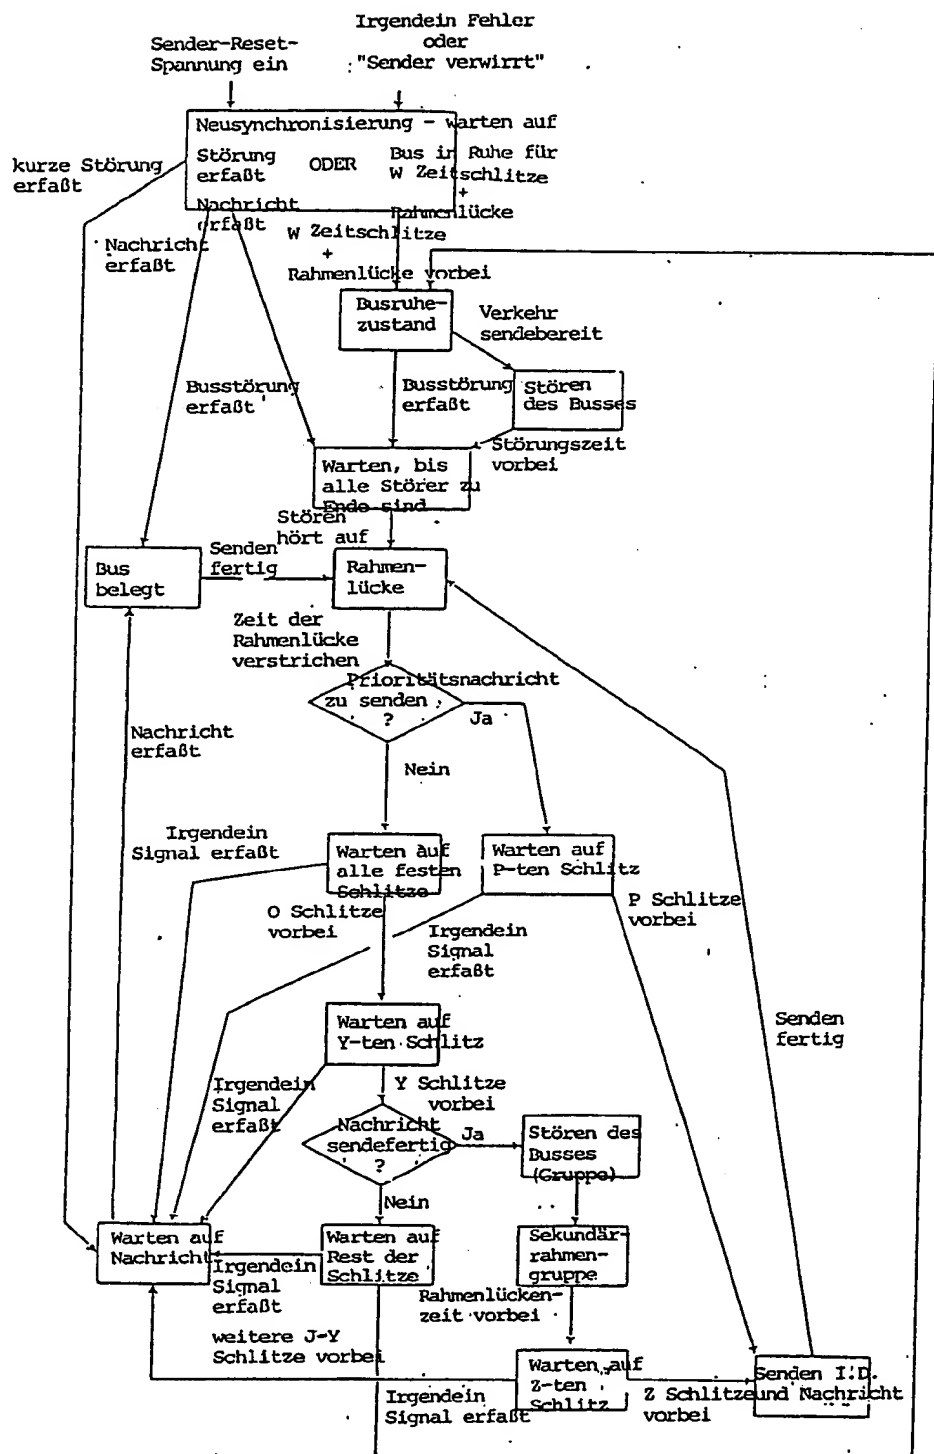 Irgendein Fehler
oder
"Sender verwirrt"
Sender-Reset-
Spannung ein
Neusynchronisierung - warten auf
Störung
erfaßt
ODER
Bus in Ruhe für
W Zeitschlitze
+
Rahmenlücke
Nachricht
erfaßt
kurze Störung
erfaßt
Nachricht
erfaßt
W Zeitschlitze
+
Rahmenlücke vorbei
Busruhe-
zustand
Verkehr
sendebereit
Busstörung
erfaßt
Busstörung
erfaßt
Stören
des Busses
Störungszeit
vorbei
Warten, bis
alle Störer zu
Ende sind
Stören
hört auf
Bus
belegt
Senden
fertig
Rahmen-
lücke
Zeit der
Rahmenlücke
verstrichen
Prioritätsnachricht
zu senden
?
Ja
Nachricht
erfaßt
Nein
Irgendein
Signal erfaßt
Warten auf
alle festen
Schlitze
Warten auf
P-ten Schlitz
O Schlitze
vorbei
Irgendein
Signal
erfaßt
P Schlitze
vorbei
Warten auf
Y-ten Schlitz
Senden
fertig
Irgendein
Signal
erfaßt
Y Schlitze
vorbei
Nachricht
sendefertig
?
Ja
Stören des
Busses
(Gruppe)
Nein
Warten auf
Nachricht
Irgendein
Signal
erfaßt
Warten auf
Rest der
Schlitze
Sekundär-
rahmen-
gruppe
Rahmenlücken-
zeit vorbei
weitere J-Y
Schlitze vorbei
Warten auf
Z-ten
Schlitz
Irgendein
Signal erfaßt
Z Schlitze
vorbei
Senden I.D.
und Nachricht